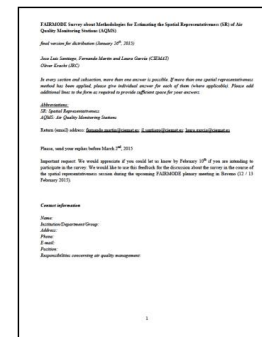 FAIRMODE Survey about Methodologies for Estimating the Spatial Representativeness (SR) of Air
Quality Monitoring Stations (AQMS)
final version for distribution (January 20th, 2015)
Jose Luis Santiago, Fernando Martín and Laura García (CIEMAT)
Oliver Kracht (JRC)
In every section and subsection, more than one answer is possible. If more than one spatial representativeness
method has been applied, please give individual answer for each of them (where applicable). Please add
additional lines in the form as required to provide sufficient space for your answers.
Abbreviations:
SR: Spatial Representativeness
AQMS: Air Quality Monitoring Stations
Return (email) address: fernando.martin@ciemat.es
Please, send your replies before March 2nd, 2015
Important request: We would appreciate if you could let us know by February 10th if you are intending to
participate in the survey. We would like to use this feedback for the discussion about the survey in the course of
the spatial representativeness session during the upcoming FAIRMODE plenary meeting in Baveno (12 / 13
February 2015).
Contact information
Name:
Institution/Department/Group:
Address:
Phone:
E-mail:
Position:
Responsibilities concerning air quality management:
1